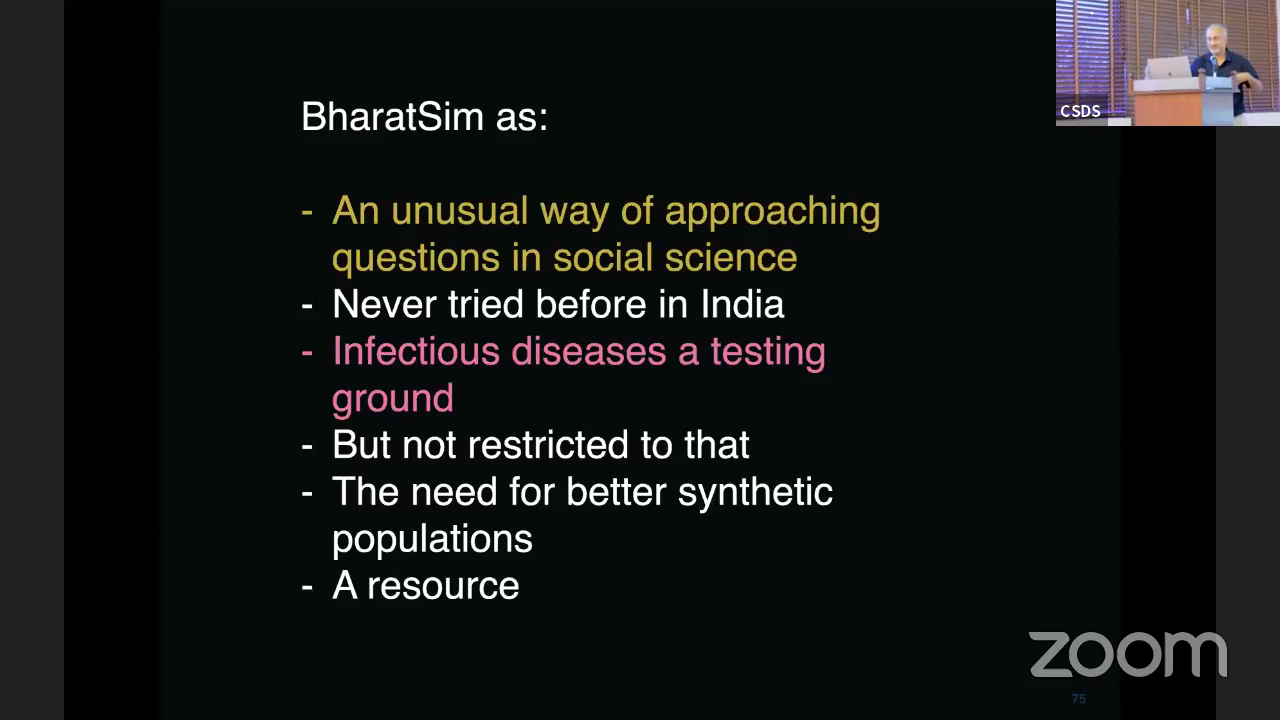 CSDS
BharatSim as:
- An unusual way of approaching
questions in social science
- Never tried before in India
- Infectious diseases a testing
ground
- But not restricted to that
- The need for better synthetic
populations
- A resource
zoom
75